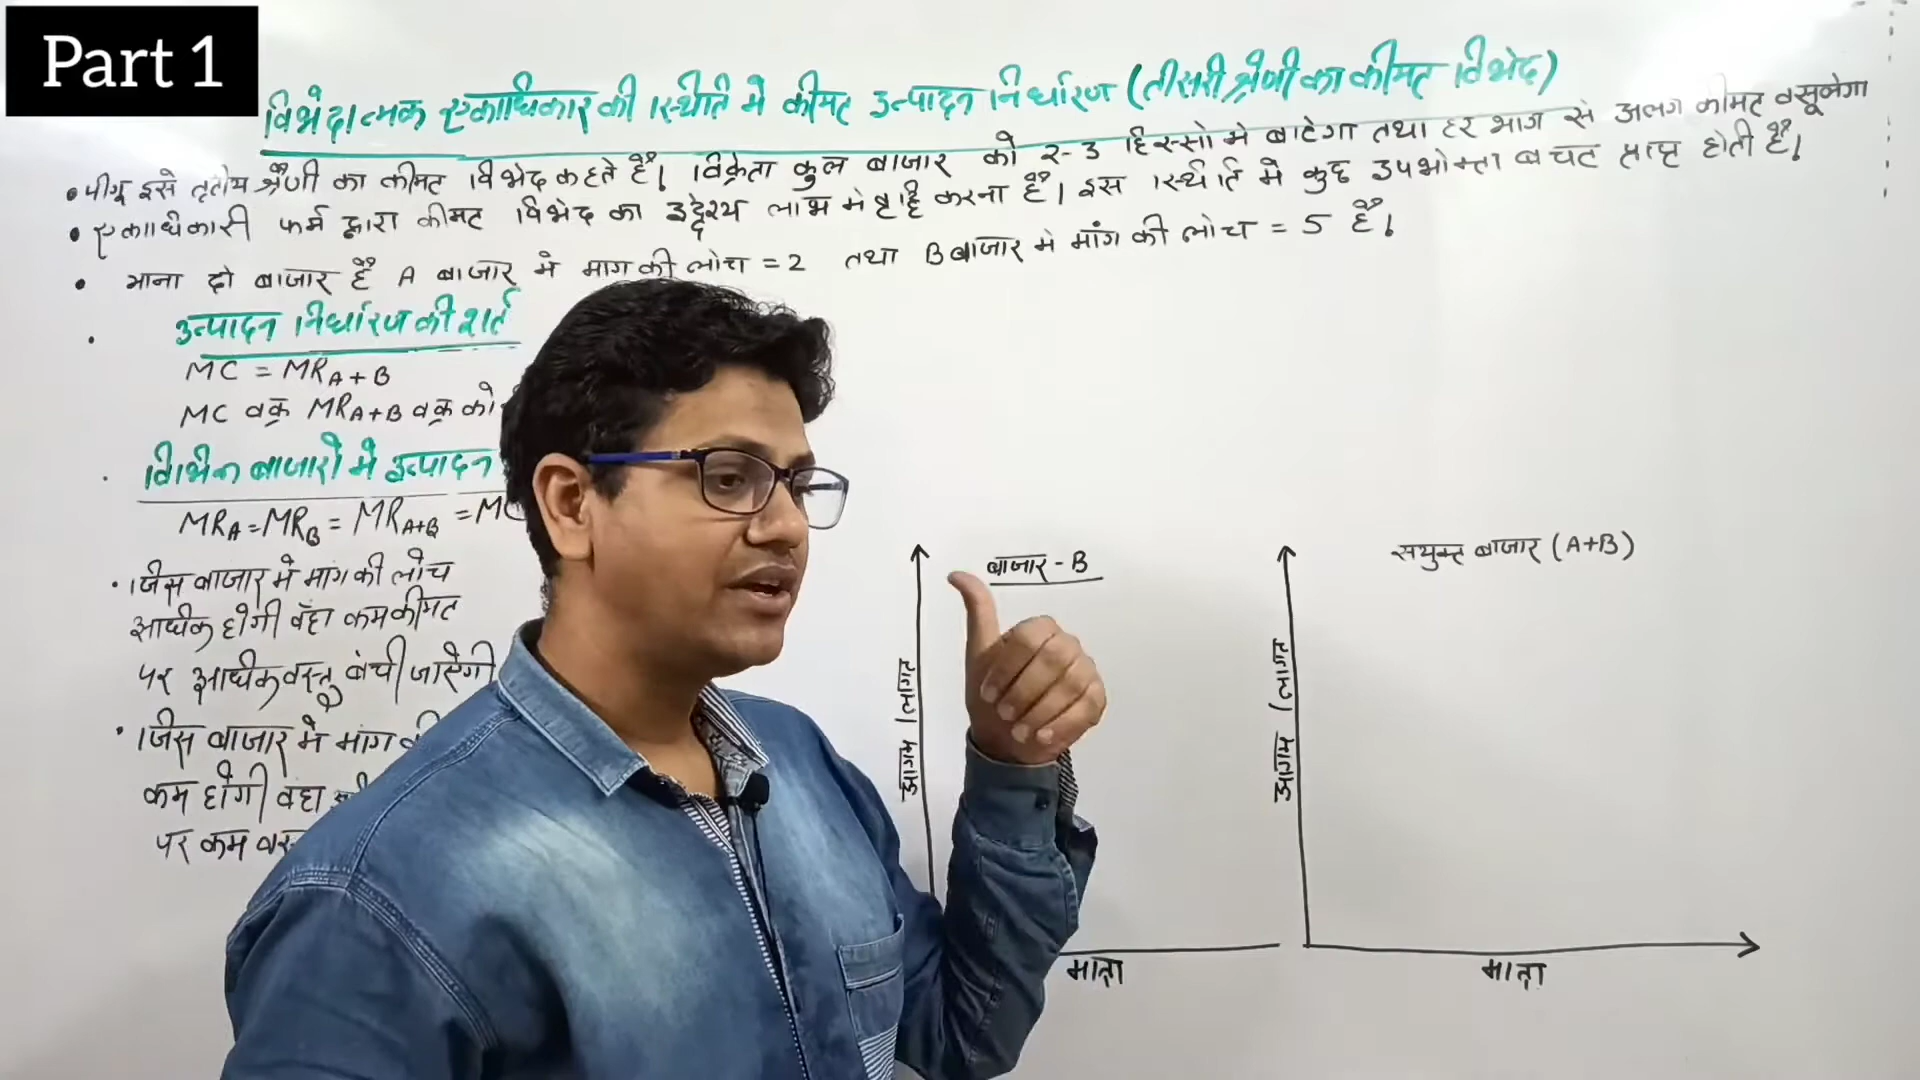 Part 1
विभेदात्मक एकाधिकार की स्थिति मे कीमत उत्पादन निर्धारण (तीसरी श्रेणी का कीमत विभेद)
• पीगू इसे तृतीय श्रेणी का कीमत विभेद कहते हैं। विक्रेता कुल बाजार को 2-3 हिस्सो मे बाटेगा तथा हर भाग से अलग कीमत वसूलेगा
• एकाधिकारी फर्म द्वारा कीमत विभेद का उद्देश्य लाभ मे वृद्दि करना हैं। इस स्थिति मे कुछ उपभोक्ता बचत प्राप्त होती हैं।
• माना दो बाजार हैं A बाजार मे माग की लोच = 2 तथा B बाजार मे मांग की लोच = 5 हैं।
• उत्पादन निर्धारण की शर्त
MC = MRA+B
MC वक्र MRA+B वक्र को
• विभिन्न बाजारो मे उत्पादन
MRA = MRB = MRA+B = MC
• जिस बाजार मे मांग की लोच
अधिक होगी वंहा कम कीमत
पर अधिक वस्तु बेची जाऐगी
• जिस बाजार मे मांग की
कम होगी वंहा
पर कम
बाजार - B
आगम/लागत
मात्रा
सयुक्त बाजार (A+B)
आगम/लागत
मात्रा